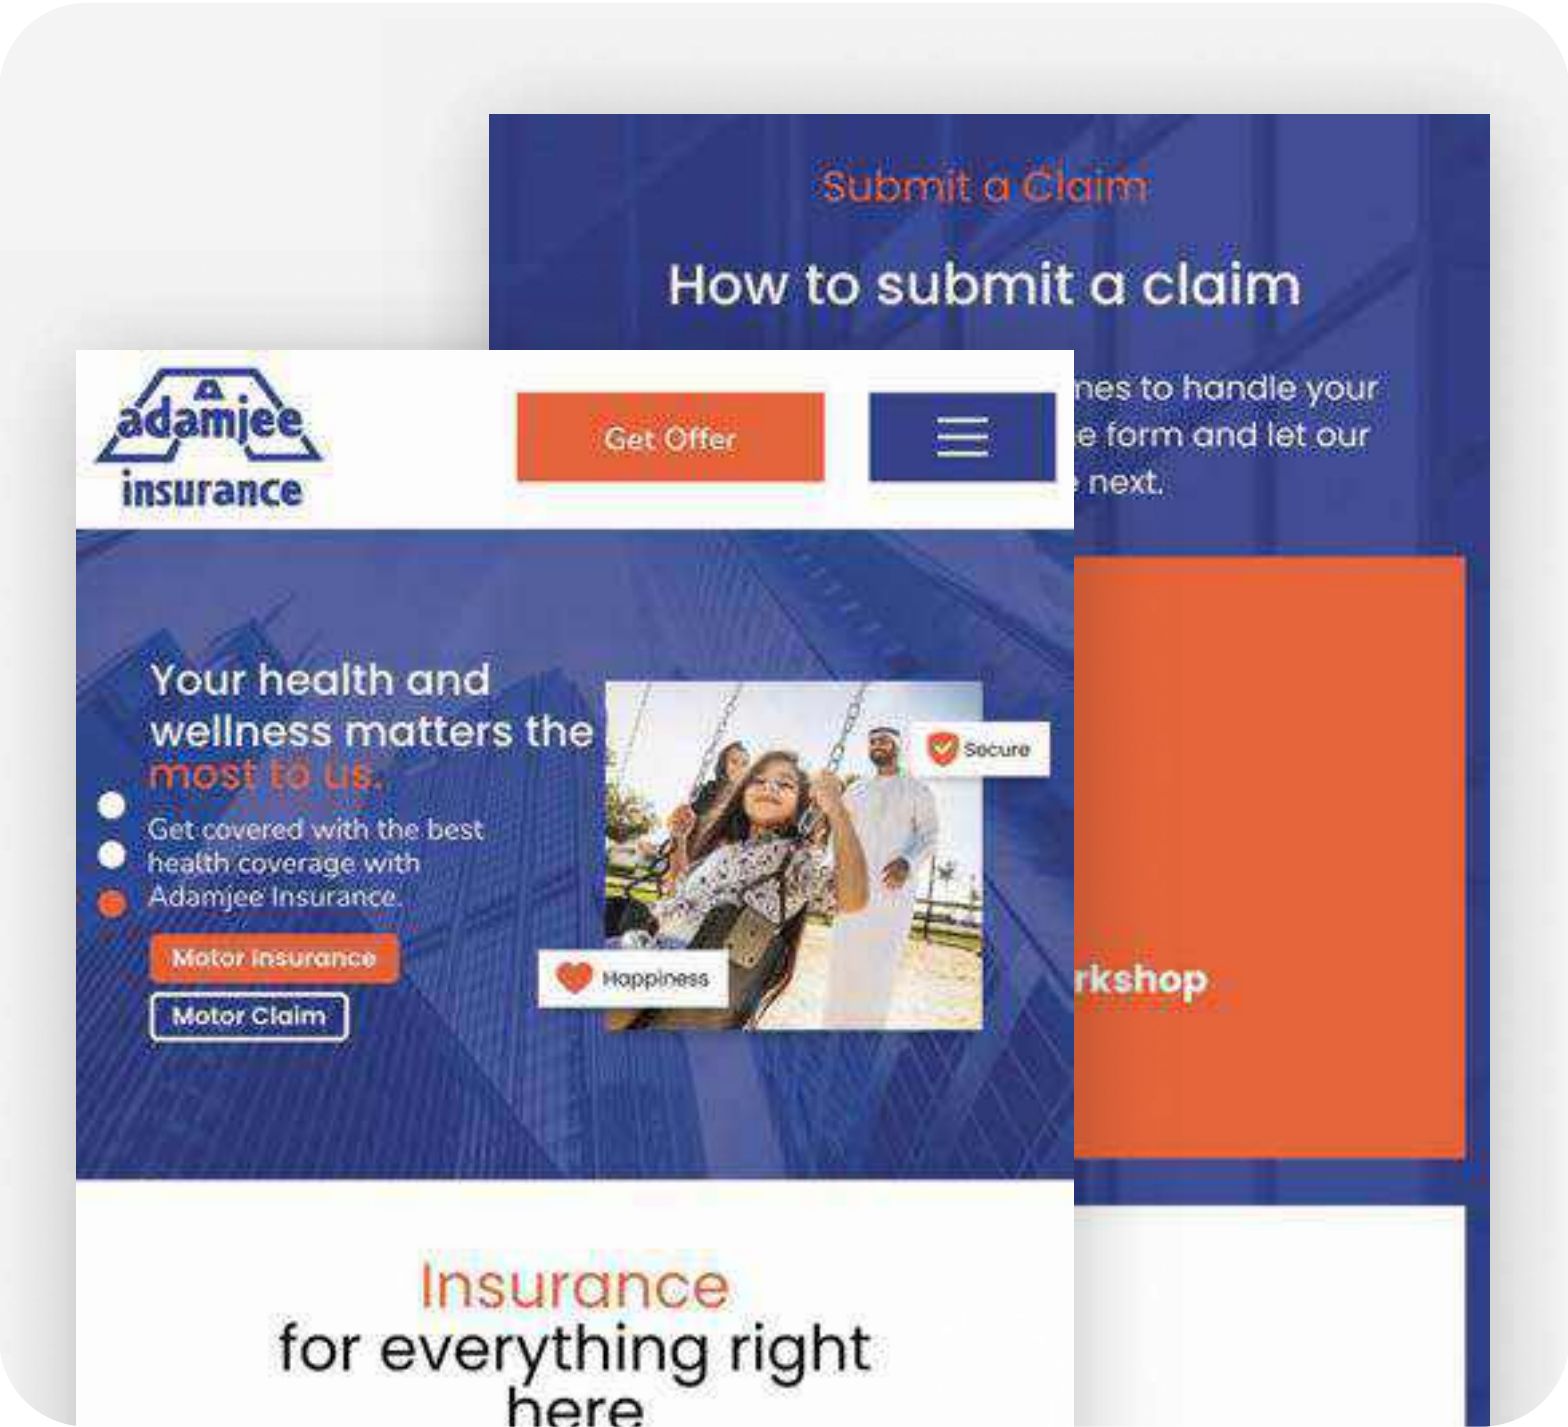 Submit a Claim
How to submit a claim
to handle your
form and let our
next.
adamjee
insurance
Get Offer
Your health and
wellness matters the
most to us.
Get covered with the best
health coverage with
Adamjee Insurance.
Motor Insurance
Motor Claim
Secure
Happiness
Insurance
for everything right
here